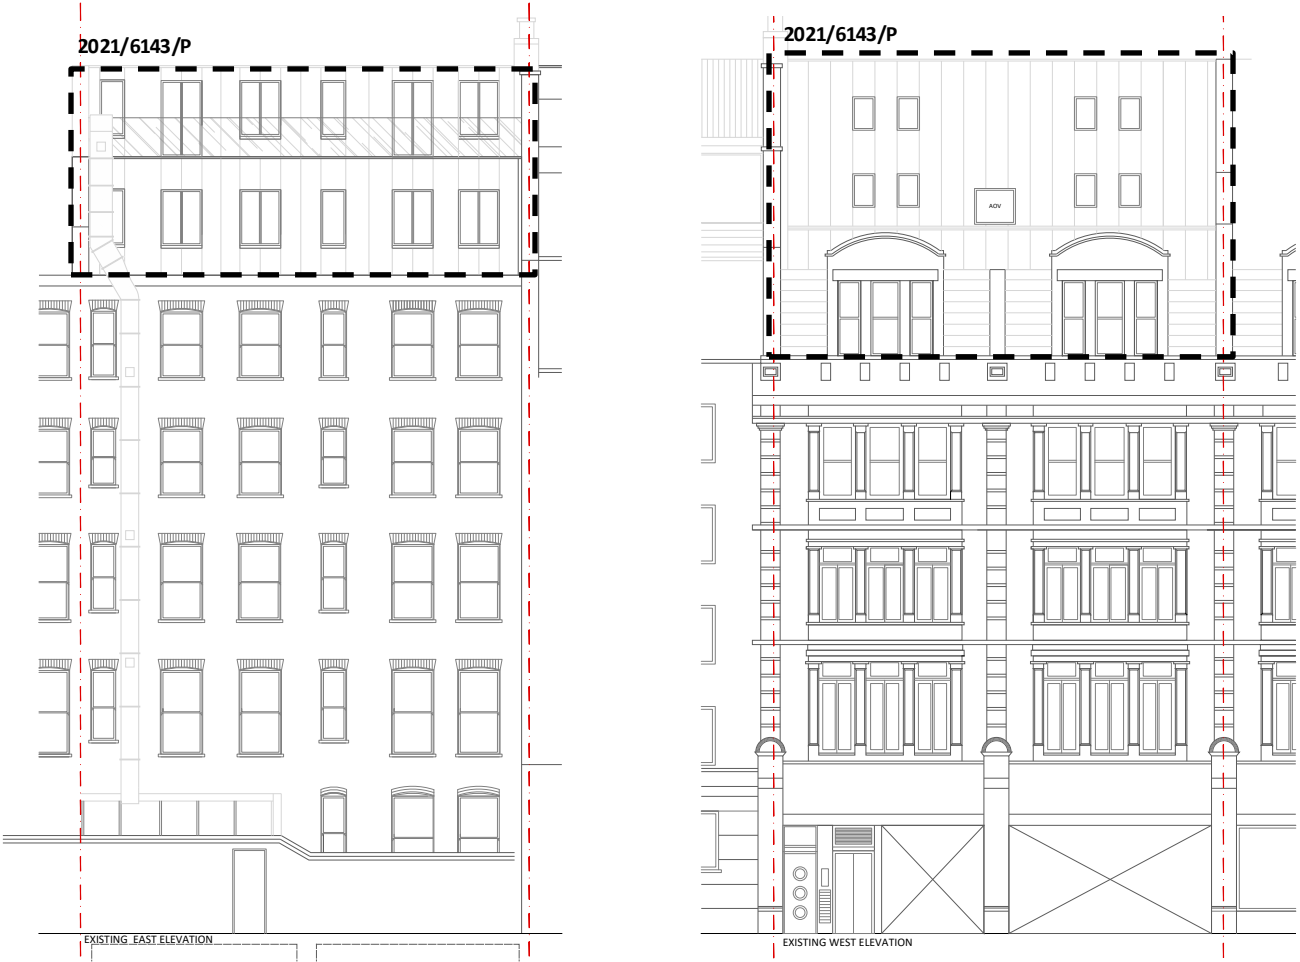 2021/6143/P
2021/6143/P
AOV
EXISTING EAST ELEVATION
EXISTING WEST ELEVATION